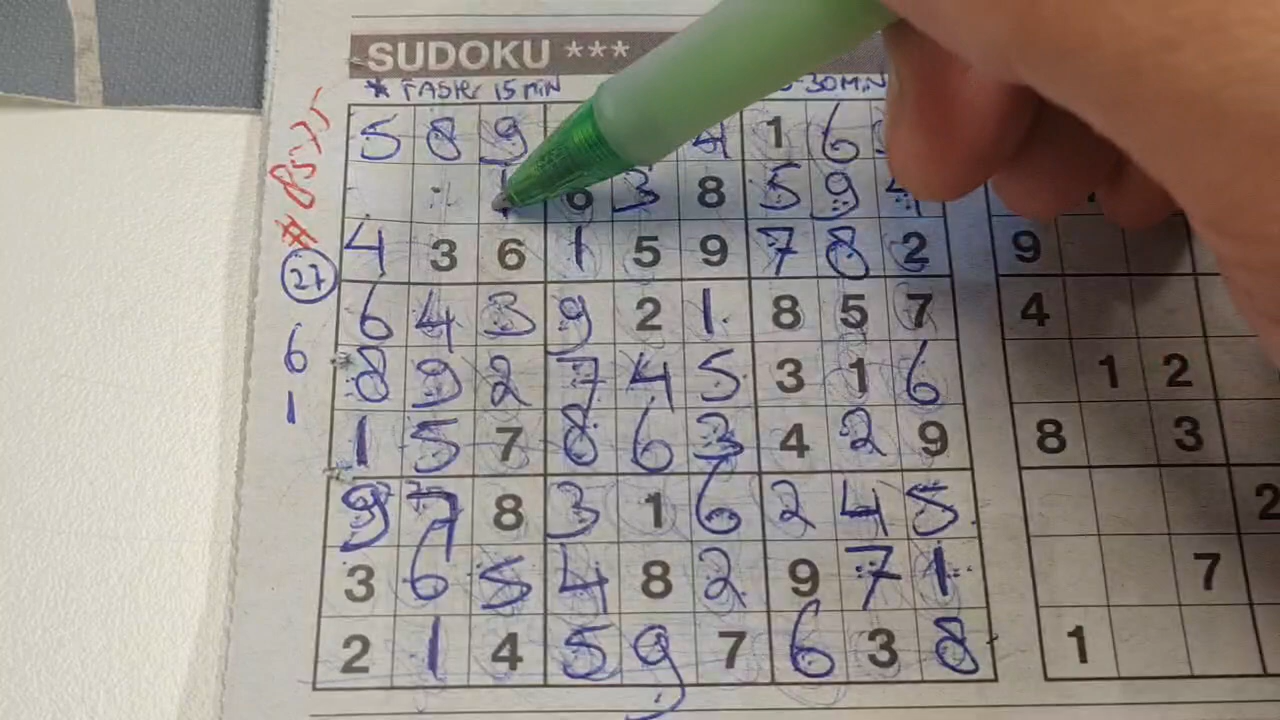 SUDOKU ***
* TASK: 15 MIN -30MIN
#8575
27
6
1
5 8 9 4 1 6
1 6 3 8 5 9 4
4 3 6 1 5 9 7 8 2 9
6 4 3 9 2 1 8 5 7 4
8 9 2 7 4 5 3 1 6 1 2
1 5 7 8 6 3 4 2 9 8 3
9 7 8 3 1 6 2 4 5 2
3 6 5 4 8 2 9 7 1 7
2 1 4 5 9 7 6 3 8 1